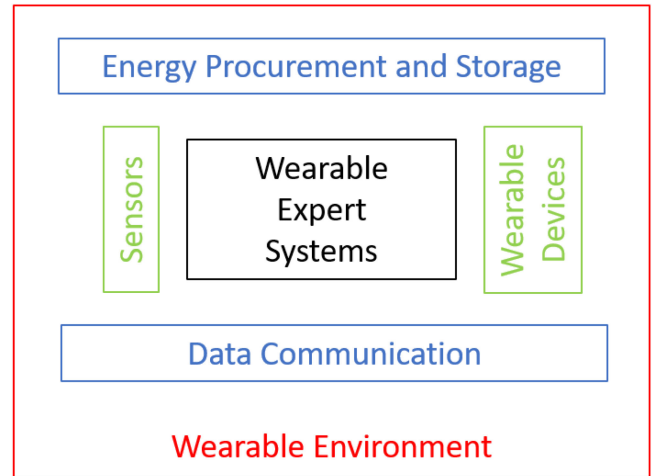 Energy Procurement and Storage
Sensors
Wearable
Expert
Systems
Wearable
Devices
Data Communication
Wearable Environment